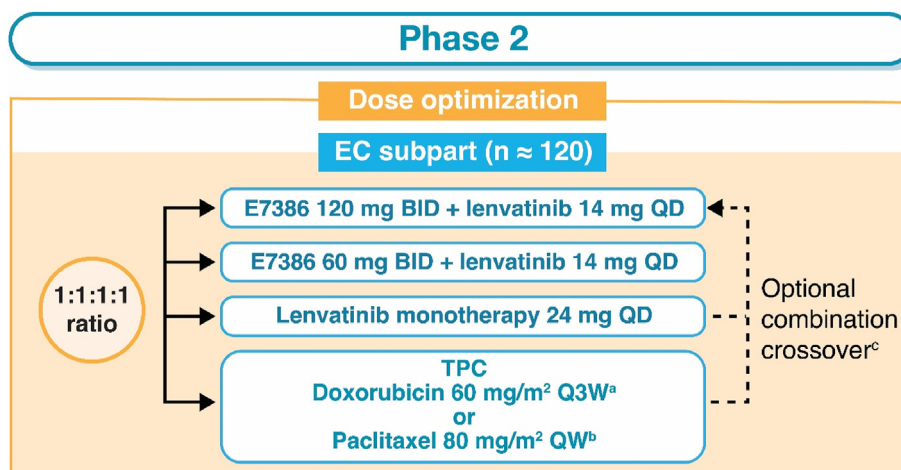 Phase 2
Dose optimization
EC subpart (n ≈ 120)
1:1:1:1
ratio
E7386 120 mg BID + lenvatinib 14 mg QD
E7386 60 mg BID + lenvatinib 14 mg QD
Lenvatinib monotherapy 24 mg QD
TPC
Doxorubicin 60 mg/m² Q3Wᵃ
or
Paclitaxel 80 mg/m² QWᵇ
Optional
combination
crossoverᶜ